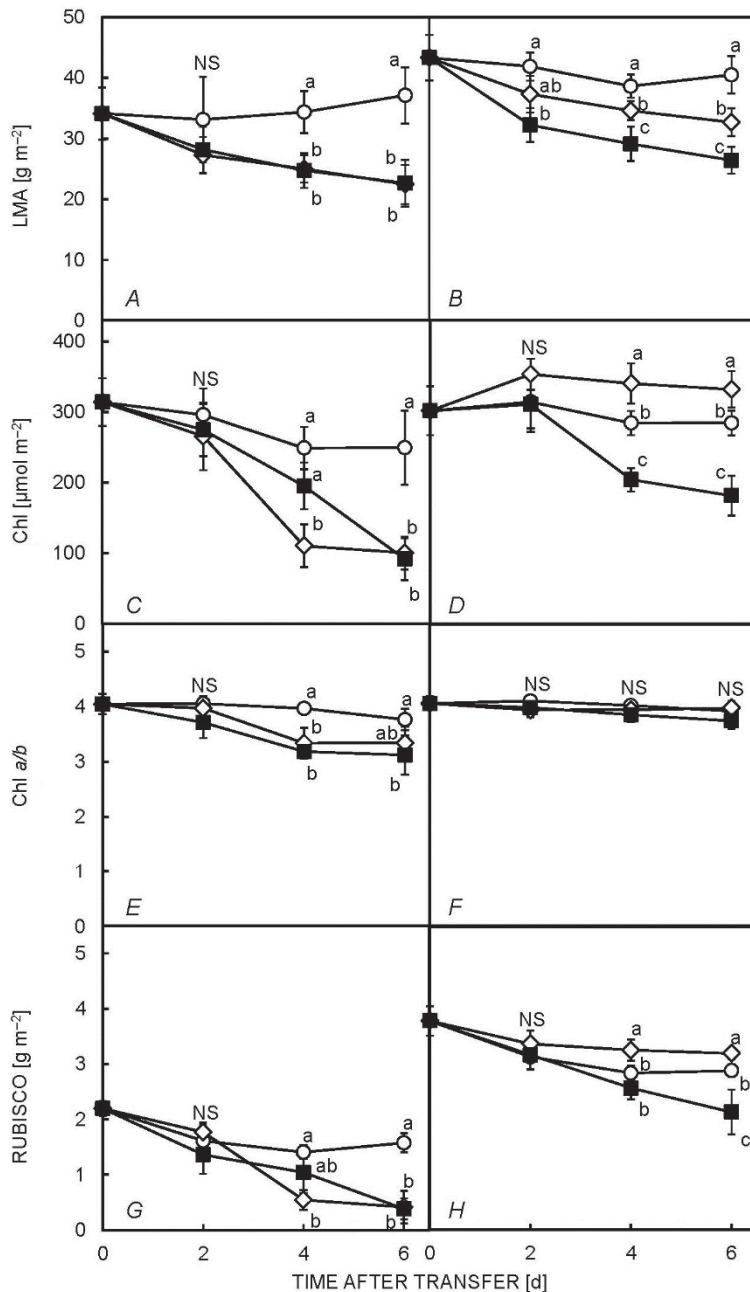 50
40
30
20
10
0
LMA [g m⁻²]
NS
a
a
b
b
b
b
A
a
a
a
ab
b
b
b
c
c
B
400
300
200
100
0
Chl [µmol m⁻²]
NS
a
a
a
b
b
b
C
NS
a
a
b
b
c
c
D
5
4
3
2
1
0
Chl a/b
NS
a
a
b
ab
b
b
E
NS
NS
NS
F
5
4
3
2
1
0
RUBISCO [g m⁻²]
NS
a
a
ab
b
b
b
G
NS
a
a
b
b
b
c
H
0 2 4 6 0 2 4 6
TIME AFTER TRANSFER [d]